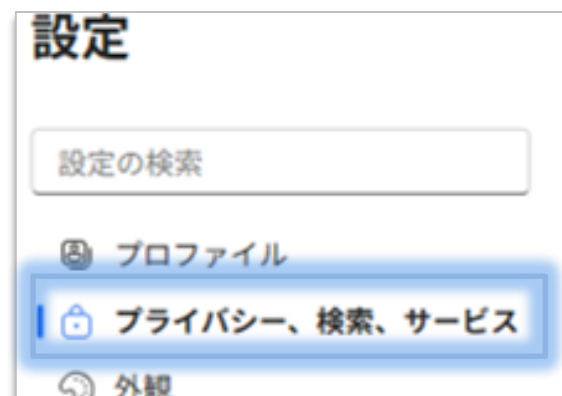 設定
設定の検索
プロファイル
プライバシー、検索、サービス
外観